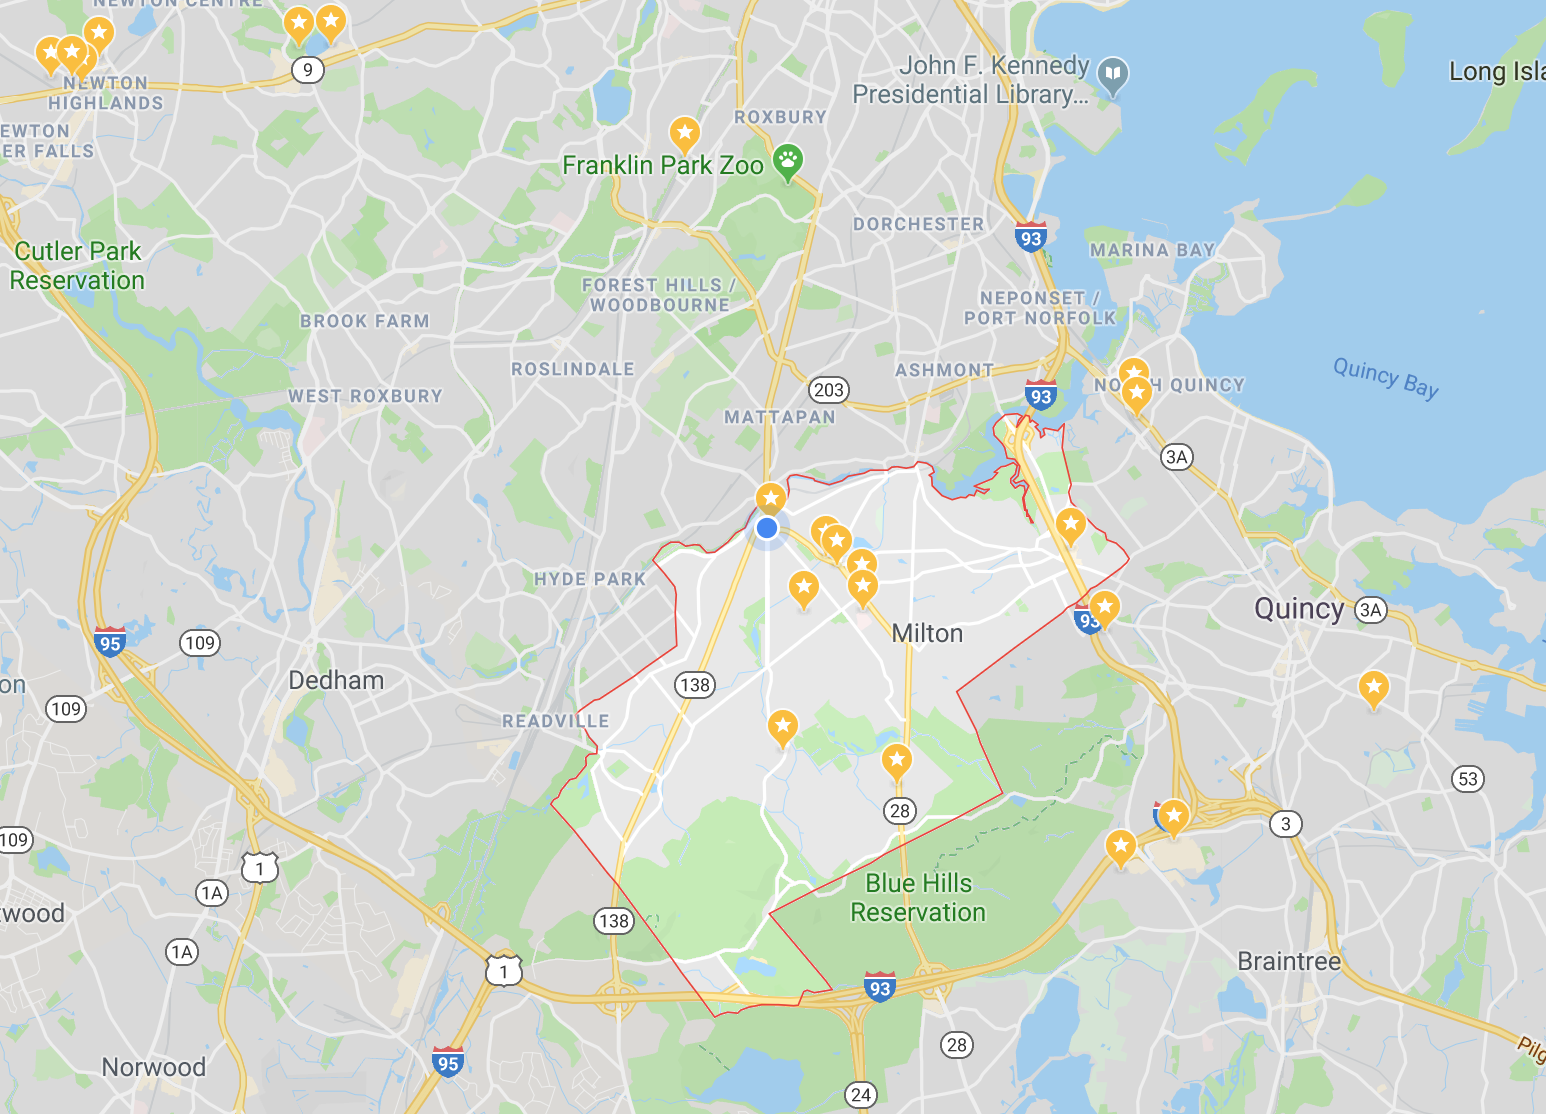 NEWTON CENTRE
9
NEWTON
HIGHLANDS
John F. Kennedy
Presidential Library...
Long Isla
ROXBURY
EWTON
ER FALLS
Franklin Park Zoo
DORCHESTER
93
MARINA BAY
Cutler Park
Reservation
FOREST HILLS /
WOODBOURNE
NEPONSET /
PORT NORFOLK
BROOK FARM
ROSLINDALE
ASHMONT
Quincy Bay
203
93
NO H QUINCY
WEST ROXBURY
MATTAPAN
3A
HYDE PARK
Quincy
3A
93
95
109
Milton
Dedham
on
109
138
READVILLE
53
28
3
109
1
Blue Hills
Reservation
1A
twood
138
1A
Braintree
1
93
28
Pilg
95
Norwood
24